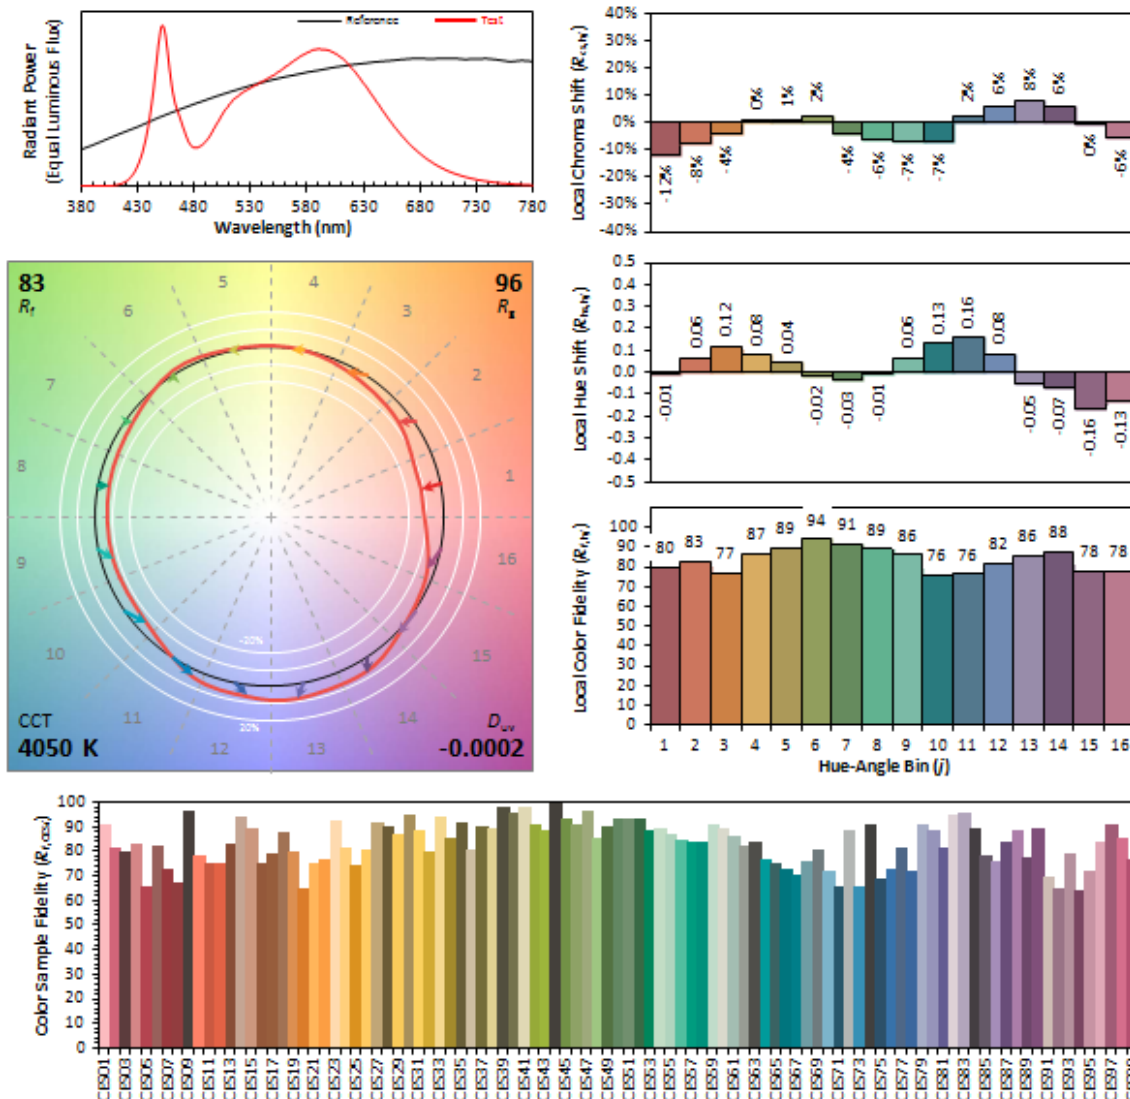 Reference
Test
Radiant Power
(Equal Luminous Flux)
380 430 480 530 580 630 680 730 780
Wavelength (nm)
Local Chroma Shift (Rcs,hj)
40%
30%
20%
10%
0%
-10%
-20%
-30%
-40%
-12% -8% -4% 0% 1% 2% -4% -6% -7% -7% 2% 6% 8% 6% 0% -6%
83
Rf
96
Rg
1 2 3 4 5 6 7 8 9 10 11 12 13 14 15 16
-20%
20%
CCT
4050 K
Duv
-0.0002
Local Hue Shift (Rhs,hj)
0.5
0.4
0.3
0.2
0.1
0.0
-0.1
-0.2
-0.3
-0.4
-0.5
-0.01 0.06 0.12 0.08 0.04 -0.02 -0.03 -0.01 0.06 0.13 0.16 0.08 -0.05 -0.07 -0.16 -0.13
Local Color Fidelity (Rf,hj)
100
90
80
70
60
50
40
30
20
10
0
80 83 77 87 89 94 91 89 86 76 76 82 86 88 78 78
1 2 3 4 5 6 7 8 9 10 11 12 13 14 15 16
Hue-Angle Bin (j)
Color Sample Fidelity (Rf,CESi)
100
90
80
70
60
50
40
30
20
10
0
CES01 CES03 CES05 CES07 CES09 CES11 CES13 CES15 CES17 CES19 CES21 CES23 CES25 CES27 CES29 CES31 CES33 CES35 CES37 CES39 CES41 CES43 CES45 CES47 CES49 CES51 CES53 CES55 CES57 CES59 CES61 CES63 CES65 CES67 CES69 CES71 CES73 CES75 CES77 CES79 CES81 CES83 CES85 CES87 CES89 CES91 CES93 CES95 CES97 CES99